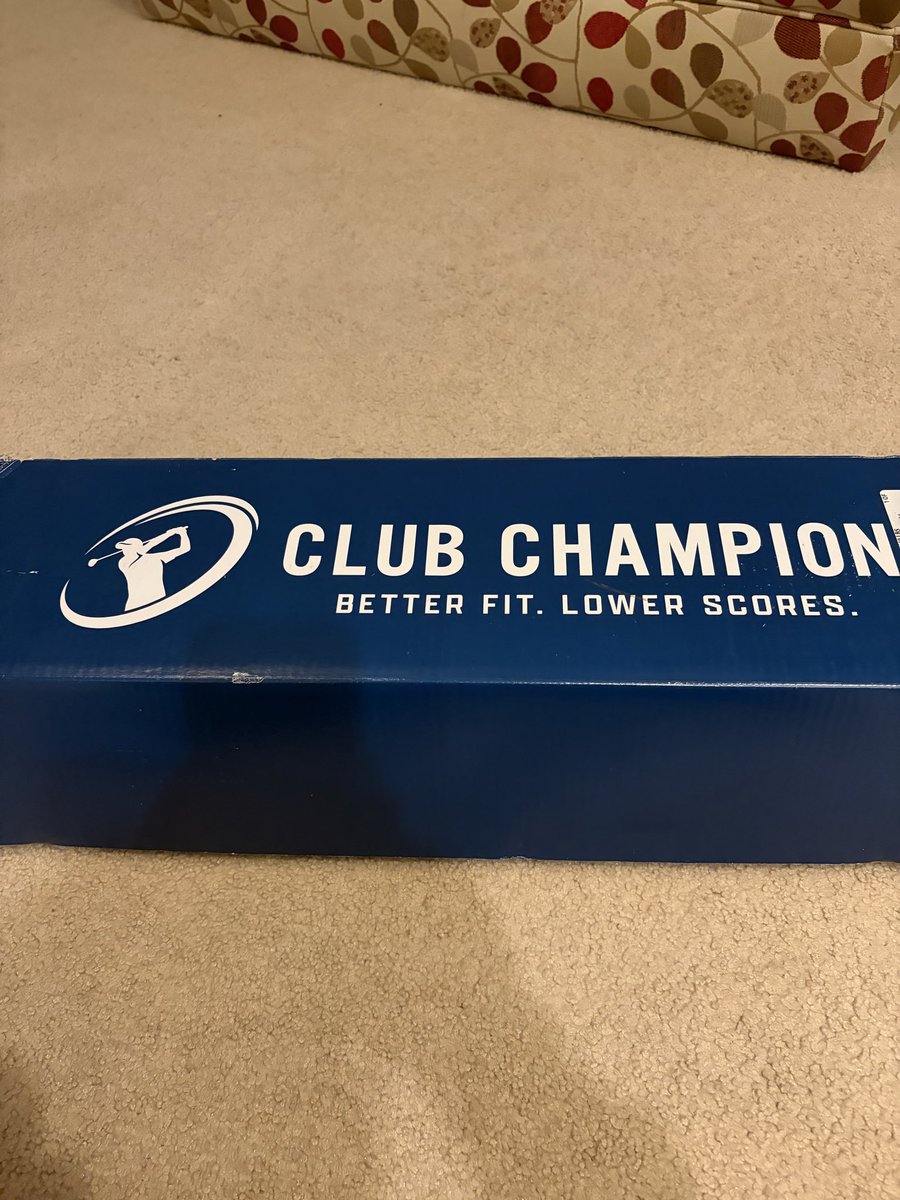 CLUB CHAMPION
BETTER FIT. LOWER SCORES.